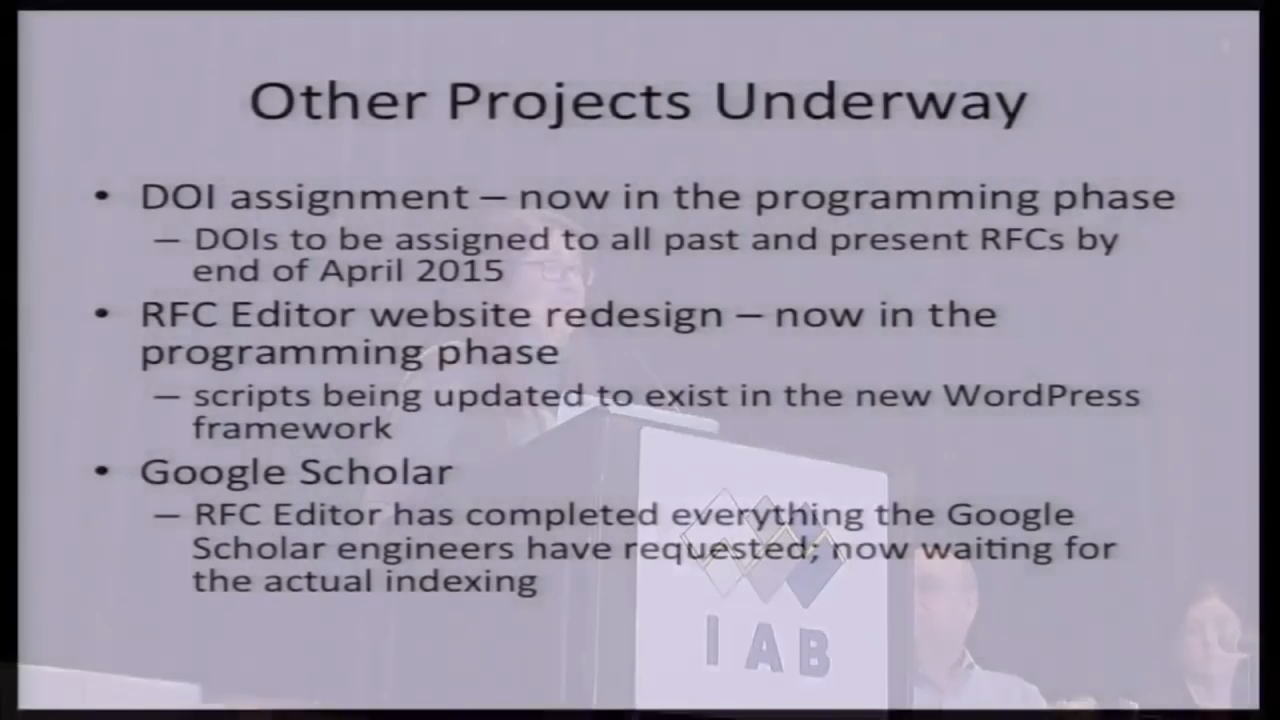 Other Projects Underway
• DOI assignment – now in the programming phase
– DOIs to be assigned to all past and present RFCs by
end of April 2015
• RFC Editor website redesign – now in the
programming phase
– scripts being updated to exist in the new WordPress
framework
• Google Scholar
– RFC Editor has completed everything the Google
Scholar engineers have requested; now waiting for
the actual indexing
IAB